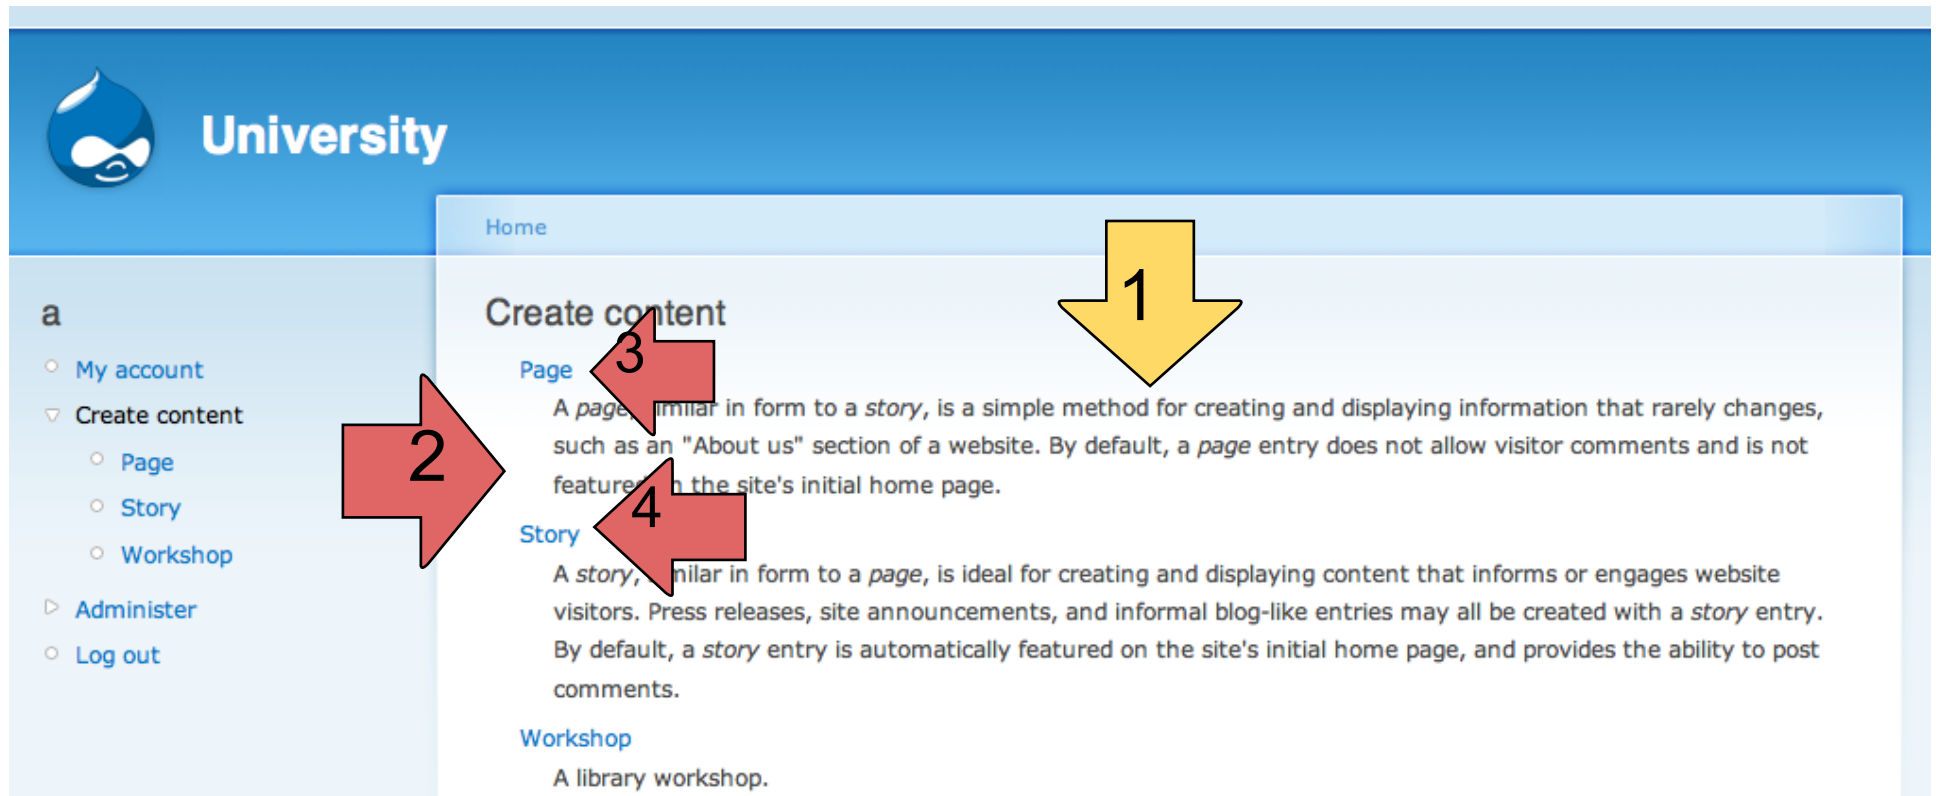 University
Home
a
My account
Create content
Page
Story
Workshop
Administer
Log out
1
2
3
4
Create content
Page
A page, similar in form to a story, is a simple method for creating and displaying information that rarely changes,
such as an "About us" section of a website. By default, a page entry does not allow visitor comments and is not
featured on the site's initial home page.
Story
A story, similar in form to a page, is ideal for creating and displaying content that informs or engages website
visitors. Press releases, site announcements, and informal blog-like entries may all be created with a story entry.
By default, a story entry is automatically featured on the site's initial home page, and provides the ability to post
comments.
Workshop
A library workshop.